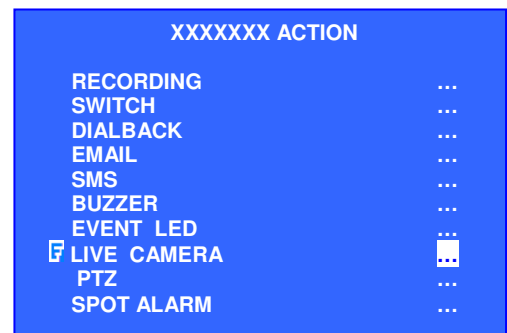 XXXXXXX ACTION
RECORDING ...
SWITCH ...
DIALBACK ...
EMAIL ...
SMS ...
BUZZER ...
EVENT LED ...
F LIVE CAMERA ...
PTZ ...
SPOT ALARM ...